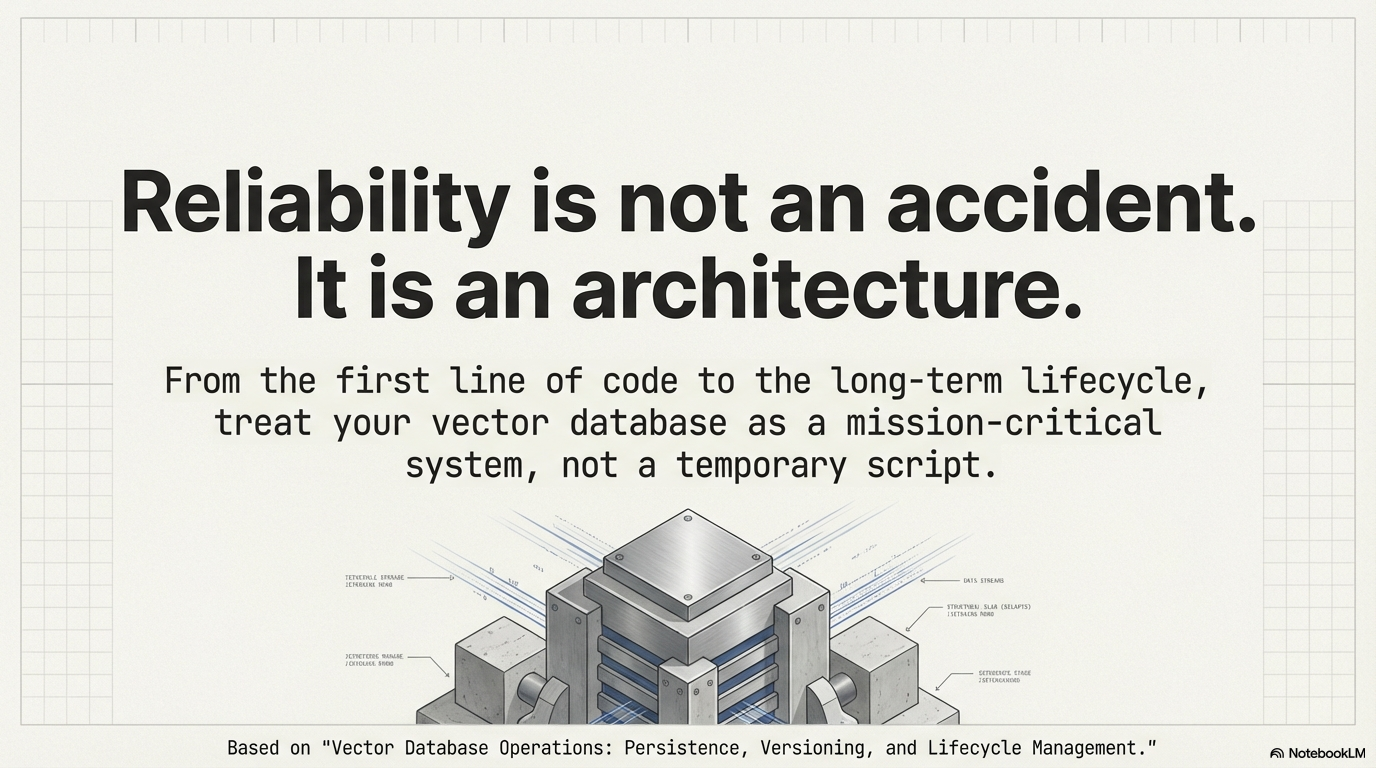 Reliability is not an accident.
It is an architecture.
From the first line of code to the long-term lifecycle,
treat your vector database as a mission-critical
system, not a temporary script.
DATA STREAMS
Based on "Vector Database Operations: Persistence, Versioning, and Lifecycle Management."
NotebookLM